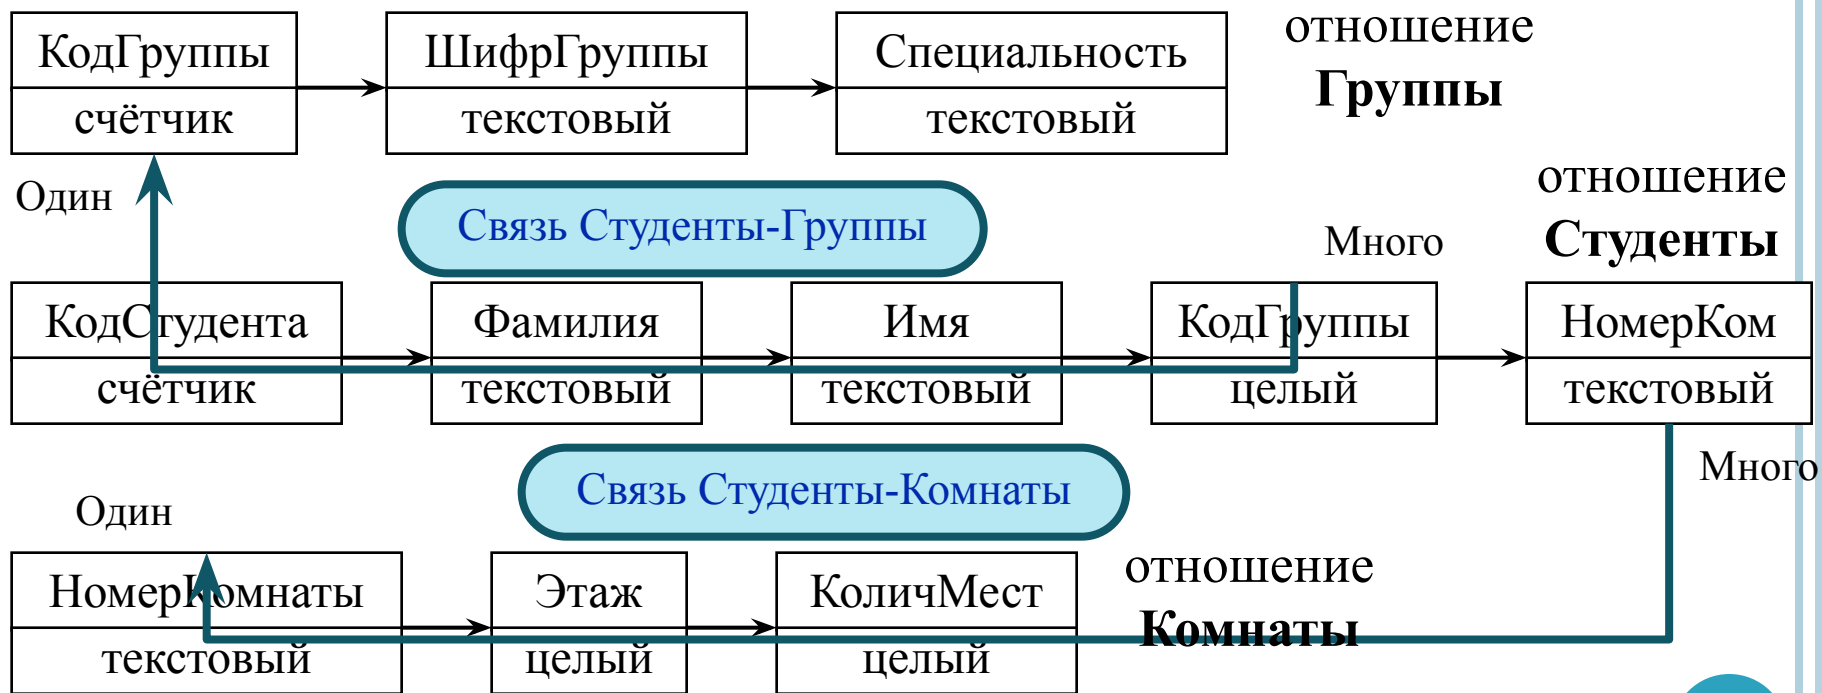 КодГруппы
счётчик
ШифрГруппы
текстовый
Специальность
текстовый
отношение
Группы
Один
Связь Студенты-Группы
Много
отношение
Студенты
КодСтудента
счётчик
Фамилия
текстовый
Имя
текстовый
КодГруппы
целый
НомерКом
текстовый
Много
Связь Студенты-Комнаты
Один
НомерКомнаты
текстовый
Этаж
целый
КоличМест
целый
отношение
Комнаты